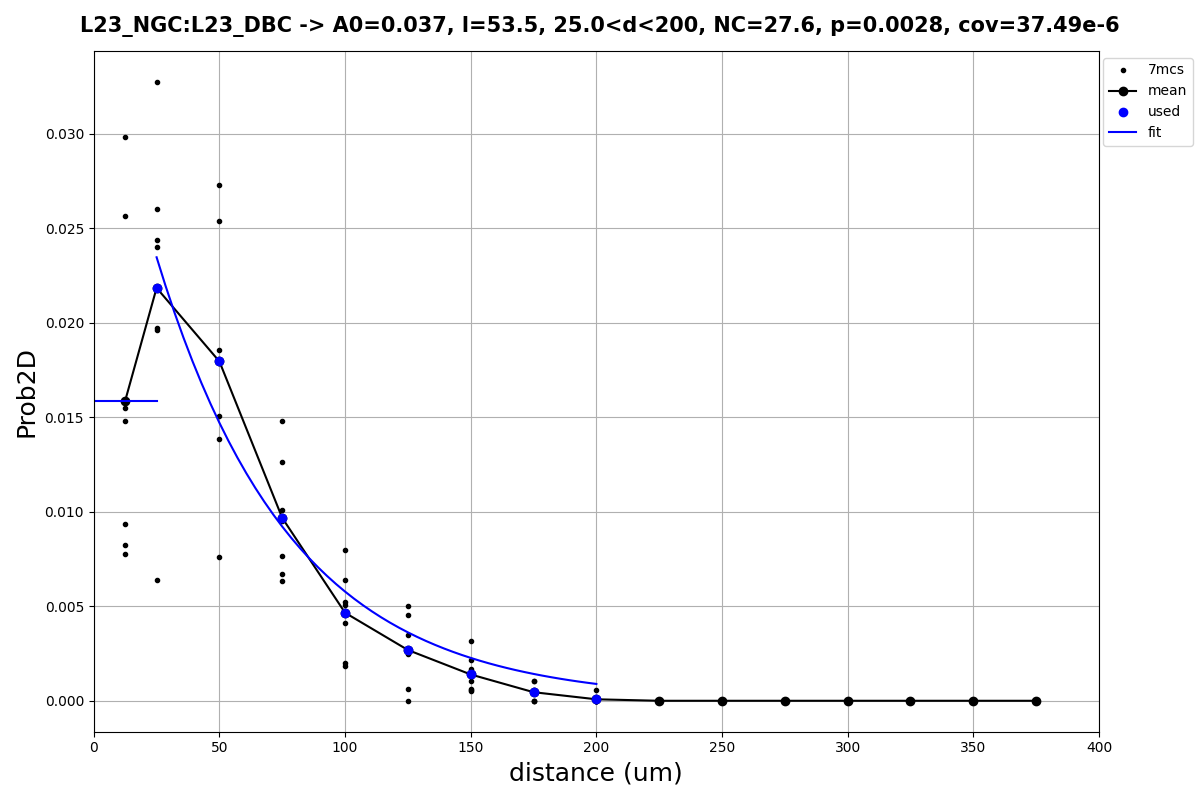 L23_NGC:L23_DBC -> A0=0.037, l=53.5, 25.0<d<200, NC=27.6, p=0.0028, cov=37.49e-6
7mcs
mean
used
fit
0.030
0.025
0.020
0.015
0.010
0.005
0.000
Prob2D
0 50 100 150 200 250 300 350 400
distance (um)